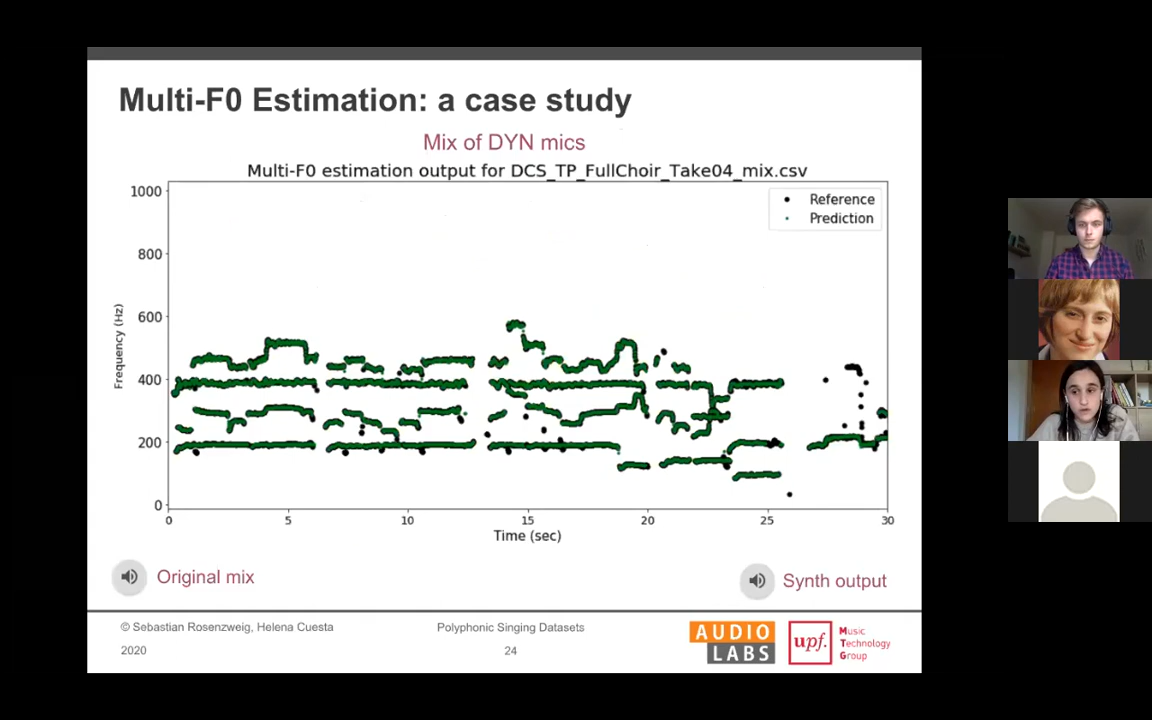 Multi-F0 Estimation: a case study
Mix of DYN mics
Multi-F0 estimation output for DCS_TP_FullChoir_Take04_mix.csv
1000
800
600
400
200
0
Frequency (Hz)
Reference
Prediction
0 5 10 15 20 25 30
Time (sec)
Original mix
Synth output
© Sebastian Rosenzweig, Helena Cuesta
Polyphonic Singing Datasets
2020
24
AUDIO
LABS
upf.
Music
Technology
Group